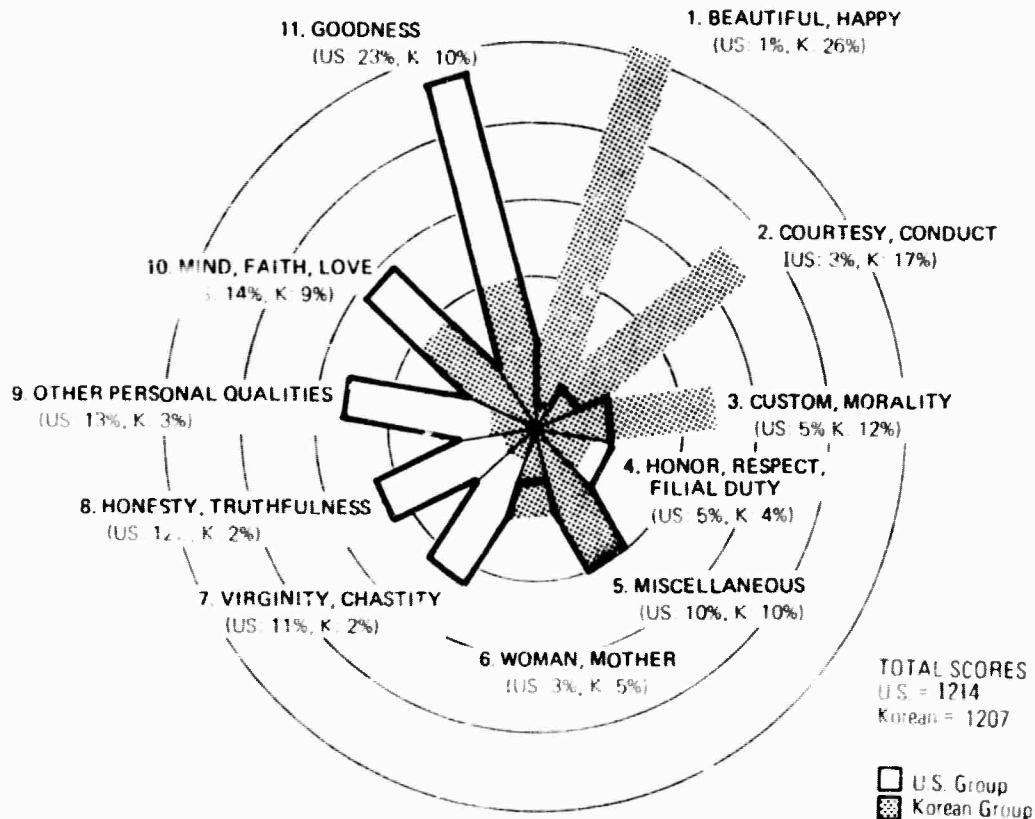 11. GOODNESS
(US: 23%, K: 10%)
1. BEAUTIFUL, HAPPY
(US: 1%, K: 26%)
2. COURTESY, CONDUCT
(US: 3%, K: 17%)
3. CUSTOM, MORALITY
(US: 5% K: 12%)
4. HONOR, RESPECT,
FILIAL DUTY
(US: 5%, K: 4%)
5. MISCELLANEOUS
(US: 10%, K: 10%)
6. WOMAN, MOTHER
(US: 3%, K: 5%)
7. VIRGINITY, CHASTITY
(US: 11%, K: 2%)
8. HONESTY, TRUTHFULNESS
(US: K: 2%)
9. OTHER PERSONAL QUALITIES
(US: 13%, K: 3%)
10. MIND, FAITH, LOVE
14%, K: 9%)
TOTAL SCORES
U.S. = 1214
Korean = 1207
U.S. Group
Korean Group